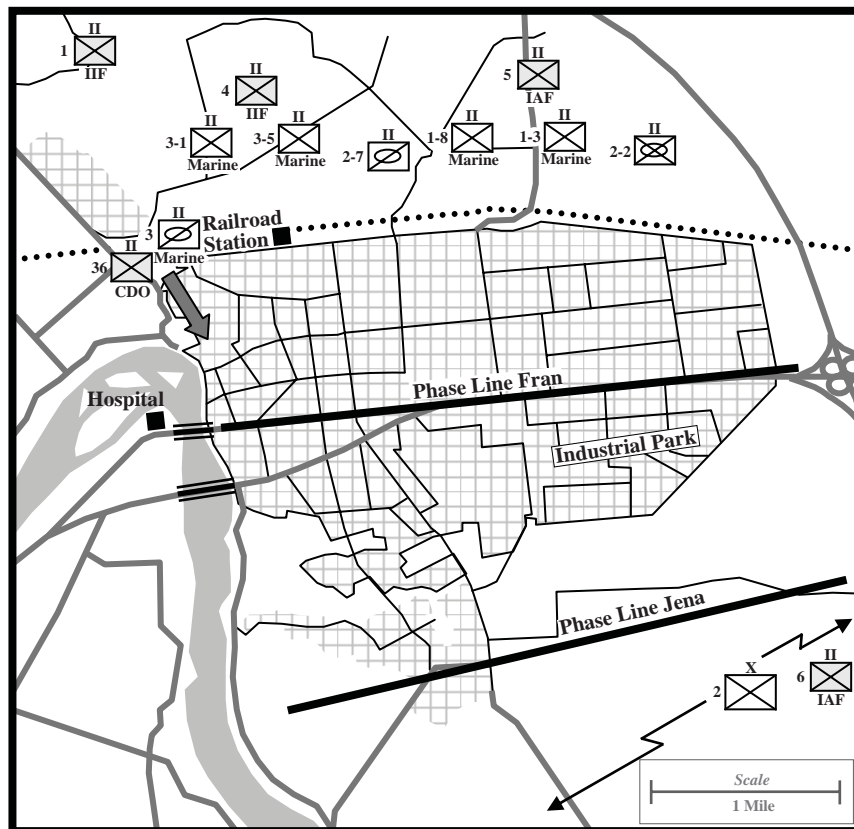 II
1
IIF
II
4
IIF
II
5
IAF
II
3-1
Marine
II
3-5
Marine
II
2-7
II
1-8
Marine
II
1-3
Marine
II
2-2
II
3
Marine
Railroad
Station
II
36
CDO
Hospital
Phase Line Fran
Industrial Park
Phase Line Jena
X
2
II
6
IAF
Scale
1 Mile